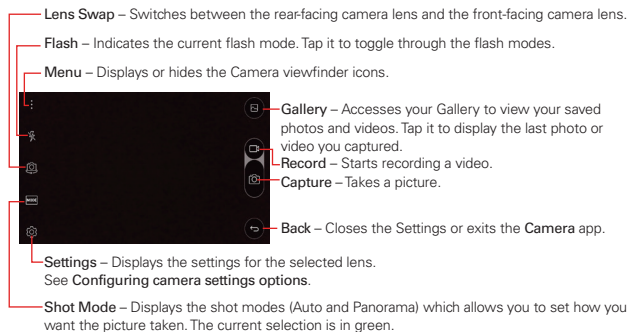 Lens Swap – Switches between the rear-facing camera lens and the front-facing camera lens.
Flash – Indicates the current flash mode. Tap it to toggle through the flash modes.
Menu – Displays or hides the Camera viewfinder icons.
Gallery – Accesses your Gallery to view your saved
photos and videos. Tap it to display the last photo or
video you captured.
Record – Starts recording a video.
Capture – Takes a picture.
MODE
Back – Closes the Settings or exits the Camera app.
Settings – Displays the settings for the selected lens.
See Configuring camera settings options.
Shot Mode – Displays the shot modes (Auto and Panorama) which allows you to set how you
want the picture taken. The current selection is in green.